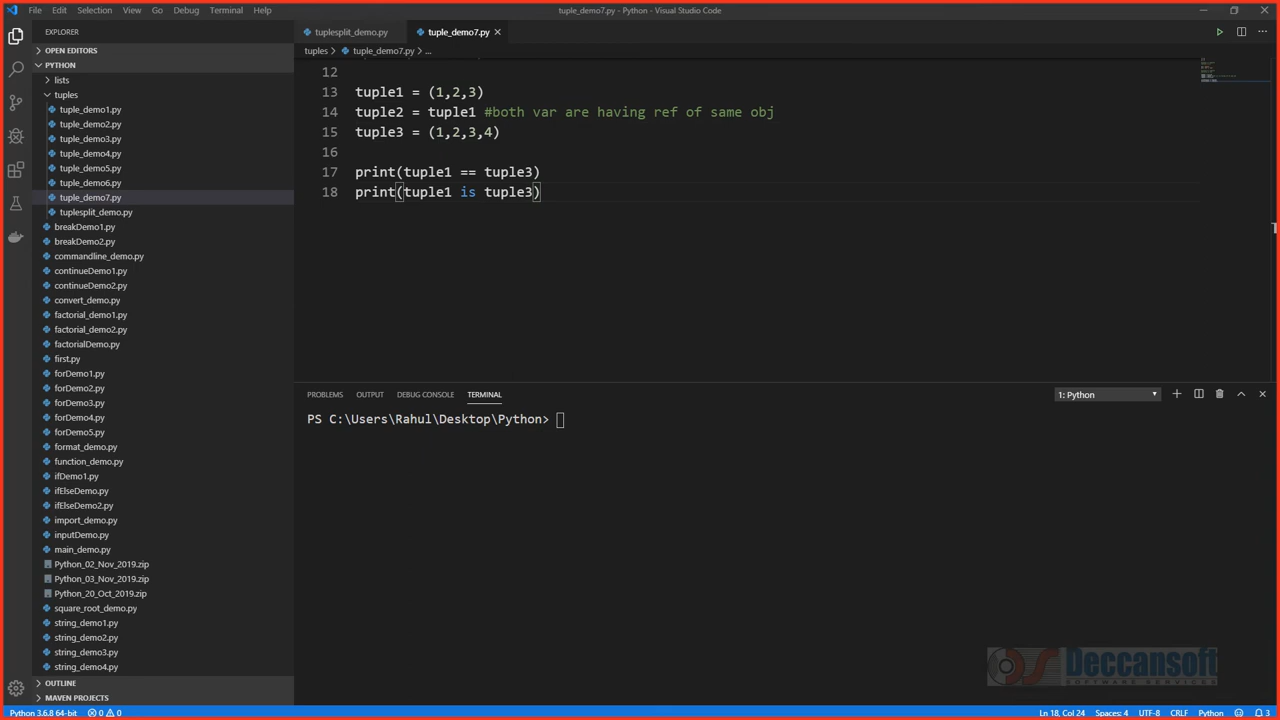 File Edit Selection View Go Debug Terminal Help
tuple_demo7.py - Python - Visual Studio Code
EXPLORER
OPEN EDITORS
PYTHON
lists
tuples
tuple_demo1.py
tuple_demo2.py
tuple_demo3.py
tuple_demo4.py
tuple_demo5.py
tuple_demo6.py
tuple_demo7.py
tuplesplit_demo.py
breakDemo1.py
breakDemo2.py
commandline_demo.py
continueDemo1.py
continueDemo2.py
convert_demo.py
factorial_demo1.py
factorial_demo2.py
factorialDemo.py
first.py
forDemo1.py
forDemo2.py
forDemo3.py
forDemo4.py
forDemo5.py
format_demo.py
function_demo.py
ifDemo1.py
ifElseDemo.py
ifElseDemo2.py
import_demo.py
inputDemo.py
main_demo.py
Python_02_Nov_2019.zip
Python_03_Nov_2019.zip
Python_20_Oct_2019.zip
square_root_demo.py
string_demo1.py
string_demo2.py
string_demo3.py
string_demo4.py
OUTLINE
MAVEN PROJECTS
tuplesplit_demo.py tuple_demo7.py
tuples > tuple_demo7.py > ...
12
13 tuple1 = (1,2,3)
14 tuple2 = tuple1 #both var are having ref of same obj
15 tuple3 = (1,2,3,4)
16
17 print(tuple1 == tuple3)
18 print(tuple1 is tuple3)
PROBLEMS OUTPUT DEBUG CONSOLE TERMINAL
1: Python
PS C:\Users\Rahul\Desktop\Python>
Deccansoft
SOFTWARE SERVICES
Python 3.6.8 64-bit 0 0
Ln 18, Col 24 Spaces: 4 UTF-8 CRLF Python 3